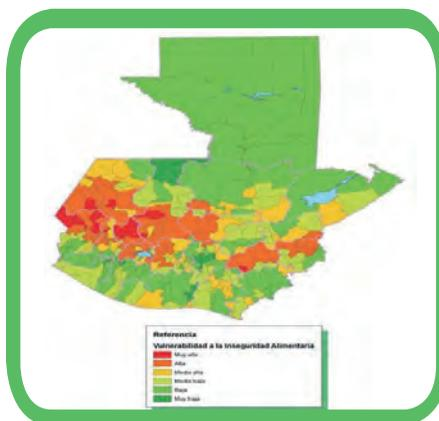 Referencia
Vulnerabilidad a la Inseguridad Alimentaria
Muy alta
Alta
Media alta
Media baja
Baja
Muy baja